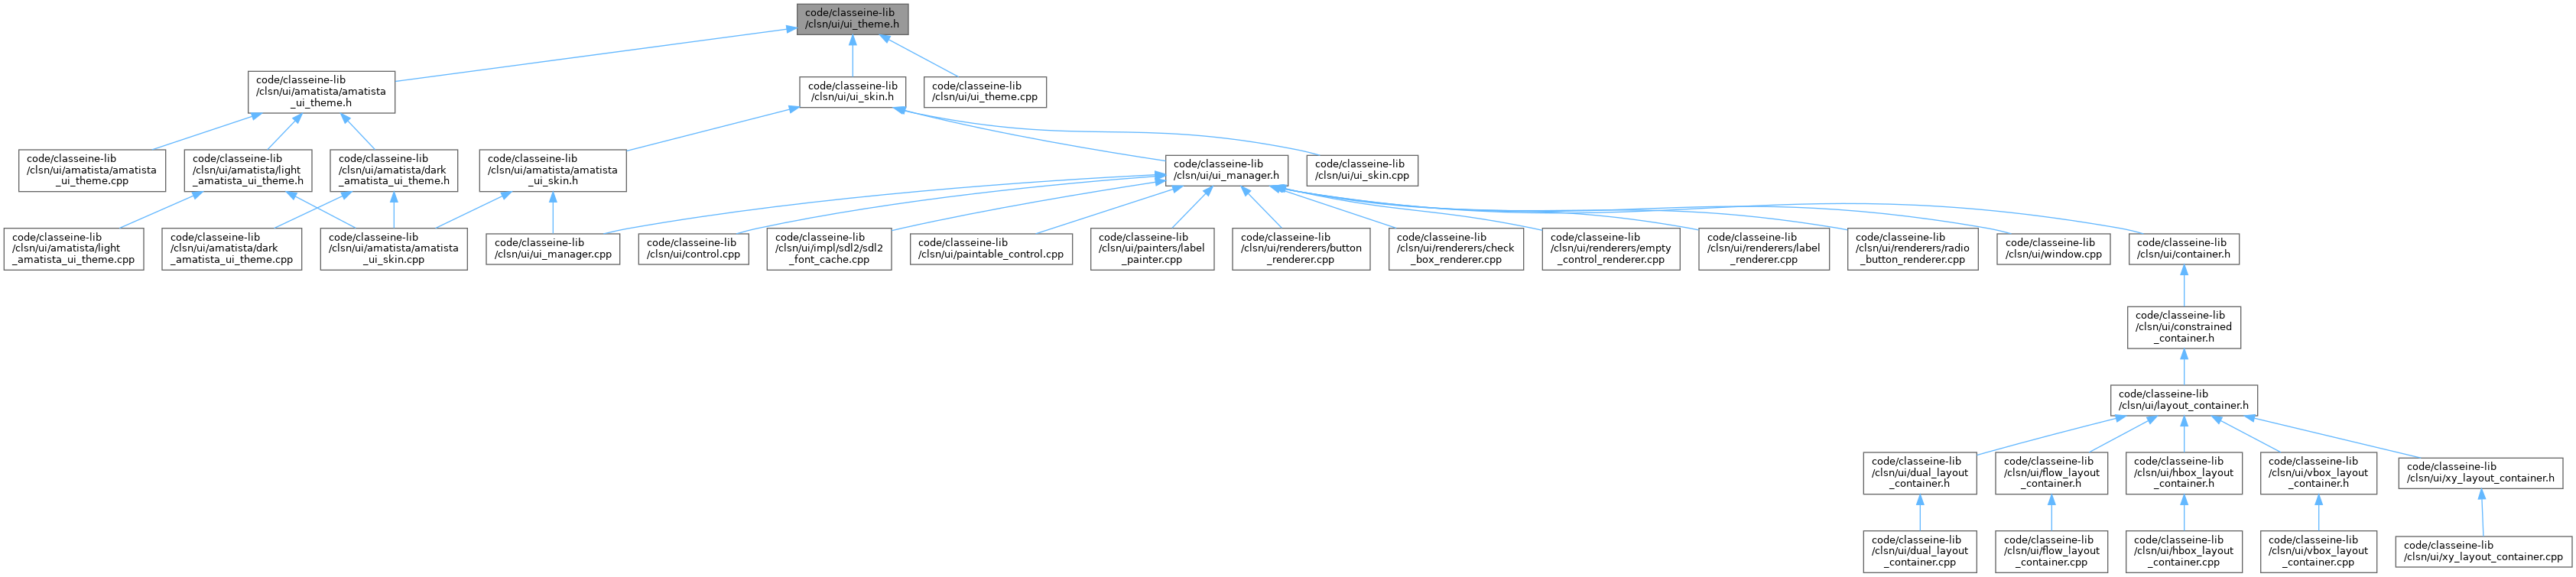 code/classeine-lib
/clsn/ui/ui_theme.h
code/classeine-lib
/clsn/ui/amatista/amatista
_ui_theme.h
code/classeine-lib
/clsn/ui/ui_skin.h
code/classeine-lib
/clsn/ui/ui_theme.cpp
code/classeine-lib
/clsn/ui/amatista/amatista
_ui_theme.cpp
code/classeine-lib
/clsn/ui/amatista/light
_amatista_ui_theme.h
code/classeine-lib
/clsn/ui/amatista/dark
_amatista_ui_theme.h
code/classeine-lib
/clsn/ui/amatista/amatista
_ui_skin.h
code/classeine-lib
/clsn/ui/ui_manager.h
code/classeine-lib
/clsn/ui/ui_skin.cpp
code/classeine-lib
/clsn/ui/amatista/light
_amatista_ui_theme.cpp
code/classeine-lib
/clsn/ui/amatista/dark
_amatista_ui_theme.cpp
code/classeine-lib
/clsn/ui/amatista/amatista
_ui_skin.cpp
code/classeine-lib
/clsn/ui/ui_manager.cpp
code/classeine-lib
/clsn/ui/control.cpp
code/classeine-lib
/clsn/ui/impl/sdl2/sdl2
_font_cache.cpp
code/classeine-lib
/clsn/ui/paintable_control.cpp
code/classeine-lib
/clsn/ui/painters/label
_painter.cpp
code/classeine-lib
/clsn/ui/renderers/button
_renderer.cpp
code/classeine-lib
/clsn/ui/renderers/check
_box_renderer.cpp
code/classeine-lib
/clsn/ui/renderers/empty
_control_renderer.cpp
code/classeine-lib
/clsn/ui/renderers/label
_renderer.cpp
code/classeine-lib
/clsn/ui/renderers/radio
_button_renderer.cpp
code/classeine-lib
/clsn/ui/window.cpp
code/classeine-lib
/clsn/ui/container.h
code/classeine-lib
/clsn/ui/constrained
_container.h
code/classeine-lib
/clsn/ui/layout_container.h
code/classeine-lib
/clsn/ui/dual_layout
_container.h
code/classeine-lib
/clsn/ui/flow_layout
_container.h
code/classeine-lib
/clsn/ui/hbox_layout
_container.h
code/classeine-lib
/clsn/ui/vbox_layout
_container.h
code/classeine-lib
/clsn/ui/xy_layout_container.h
code/classeine-lib
/clsn/ui/dual_layout
_container.cpp
code/classeine-lib
/clsn/ui/flow_layout
_container.cpp
code/classeine-lib
/clsn/ui/hbox_layout
_container.cpp
code/classeine-lib
/clsn/ui/vbox_layout
_container.cpp
code/classeine-lib
/clsn/ui/xy_layout_container.cpp